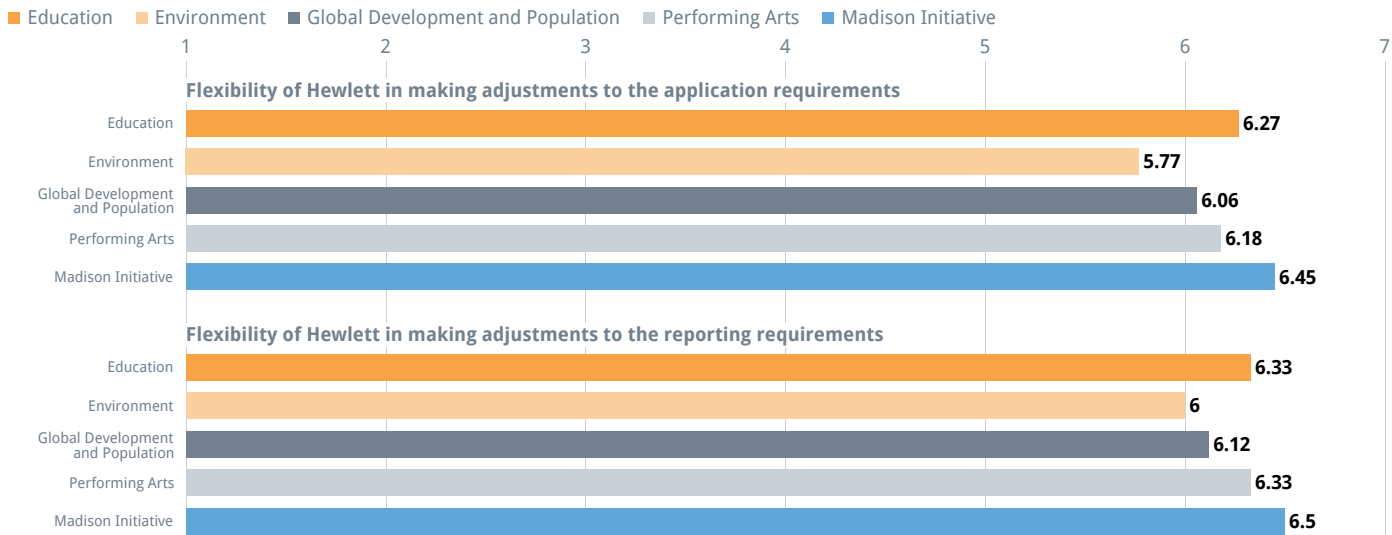 Education Environment Global Development and Population Performing Arts Madison Initiative
1 2 3 4 5 6 7
Flexibility of Hewlett in making adjustments to the application requirements
Education 6.27
Environment 5.77
Global Development
and Population 6.06
Performing Arts 6.18
Madison Initiative 6.45
Flexibility of Hewlett in making adjustments to the reporting requirements
Education 6.33
Environment 6
Global Development
and Population 6.12
Performing Arts 6.33
Madison Initiative 6.5